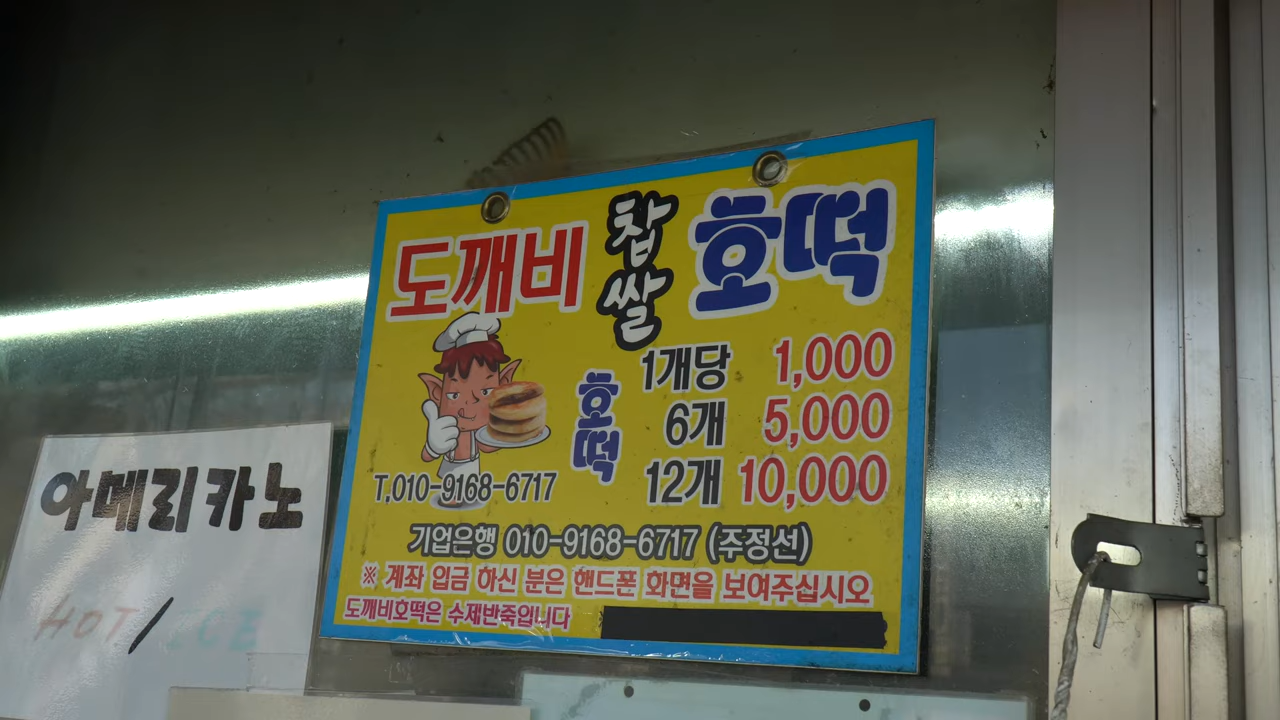 도깨비 찹쌀 호떡
호떡
1개당 1,000
6개 5,000
12개 10,000
T.010-9168-6717
기업은행 010-9168-6717 (주정선)
※ 계좌 입금 하신 분은 핸드폰 화면을 보여주십시오
도깨비호떡은 수제반죽입니다
아메리카노
HOT/ICE